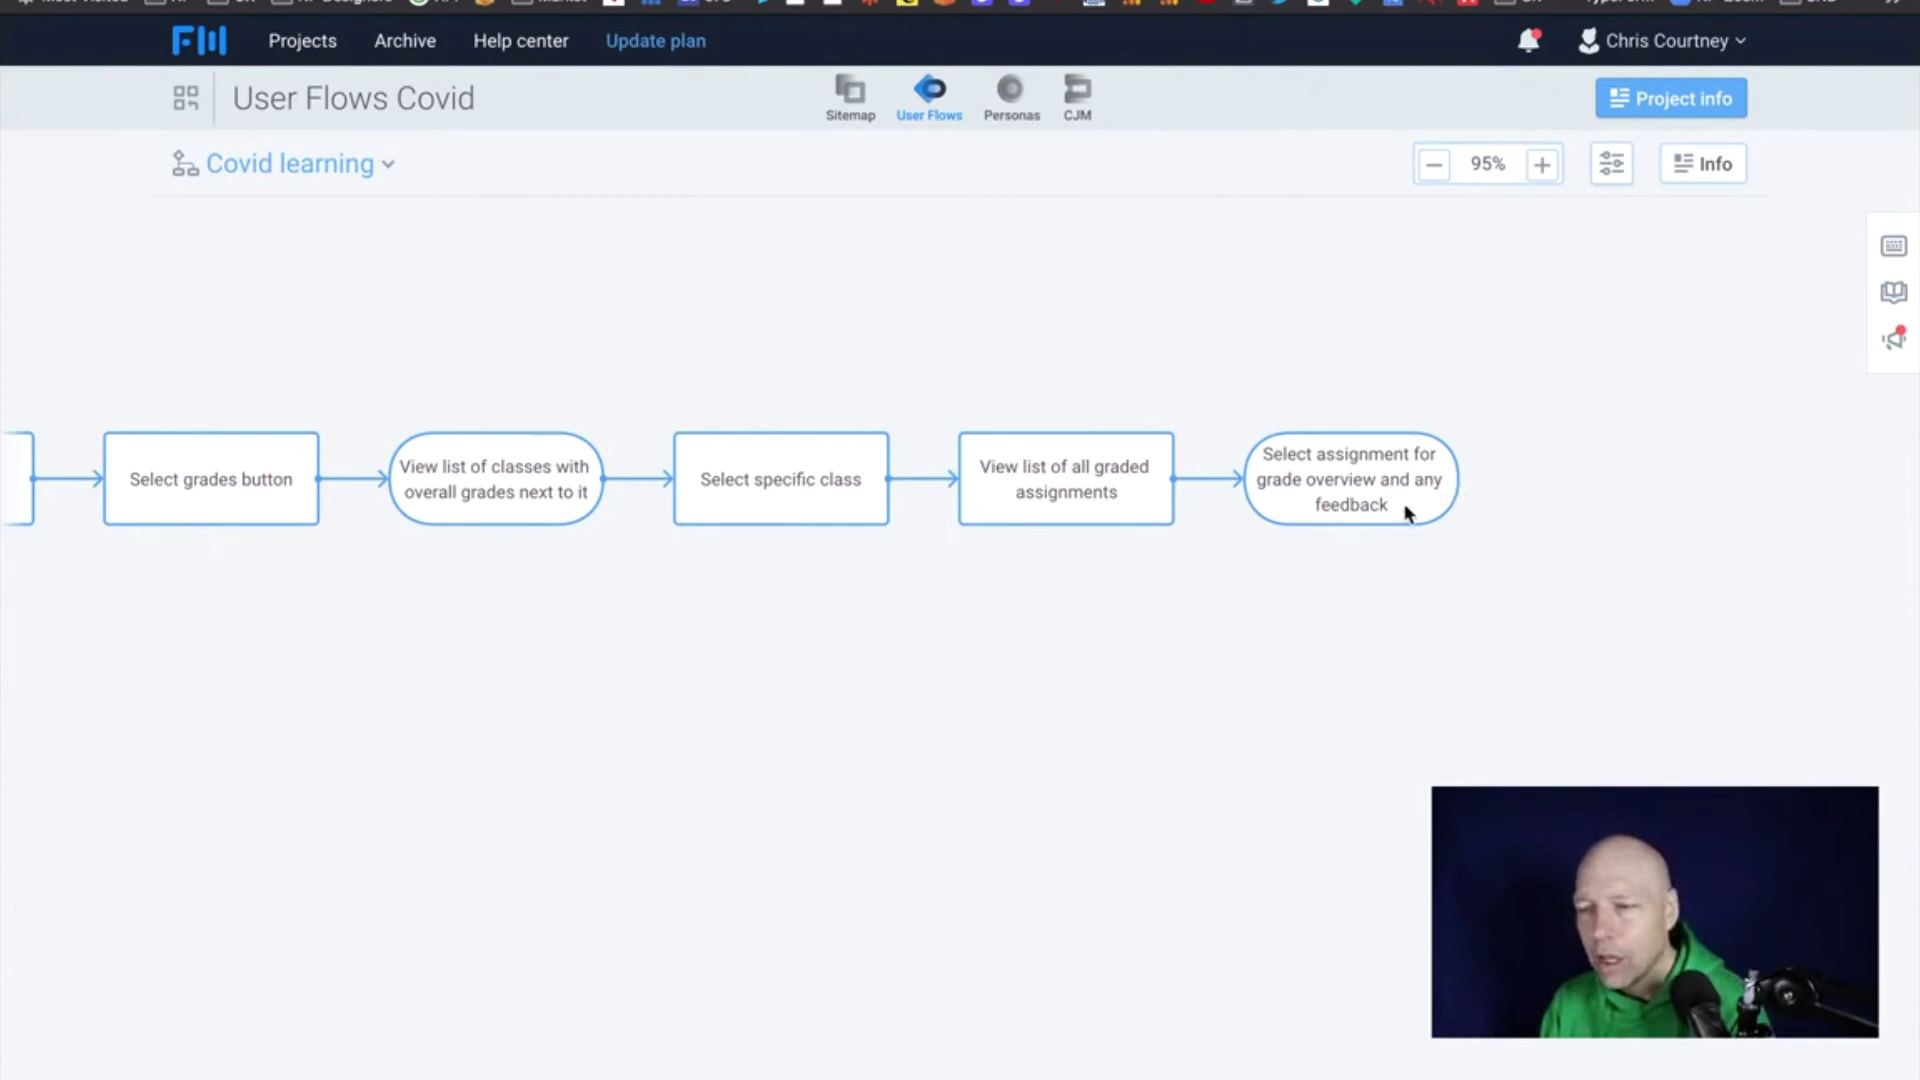 FM
Projects
Archive
Help center
Update plan
Chris Courtney
User Flows Covid
Sitemap
User Flows
Personas
CJM
Project info
Covid learning
95%
Info
Select grades button
View list of classes with
overall grades next to it
Select specific class
View list of all graded
assignments
Select assignment for
grade overview and any
feedback